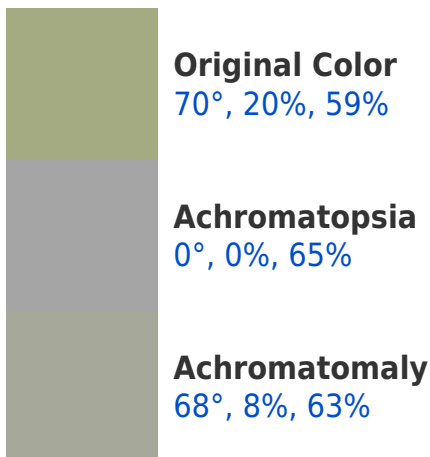 Original Color
70°, 20%, 59%
Achromatopsia
0°, 0%, 65%
Achromatomaly
68°, 8%, 63%